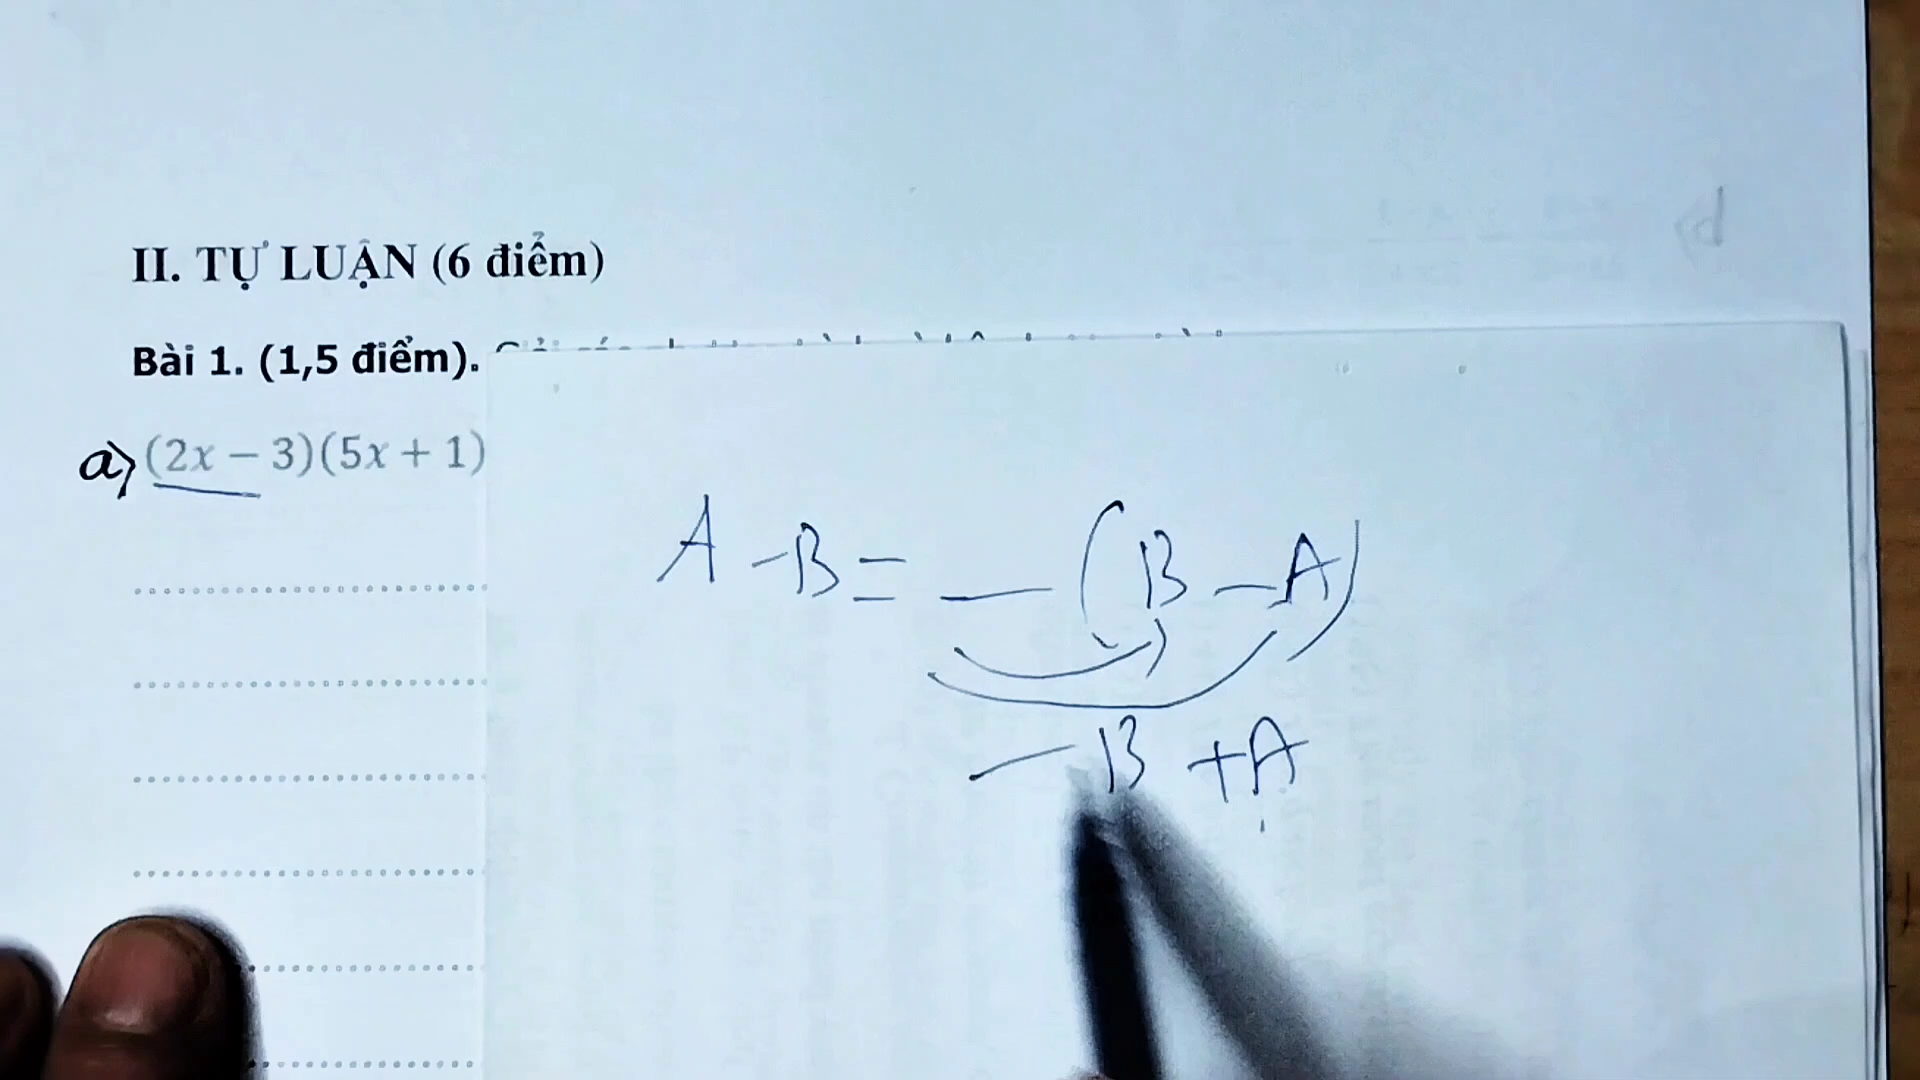 II. TỰ LUẬN (6 điểm)
Bài 1. (1,5 điểm).
a) (2x − 3)(5x + 1)
A − B = − (B − A)
− B + A